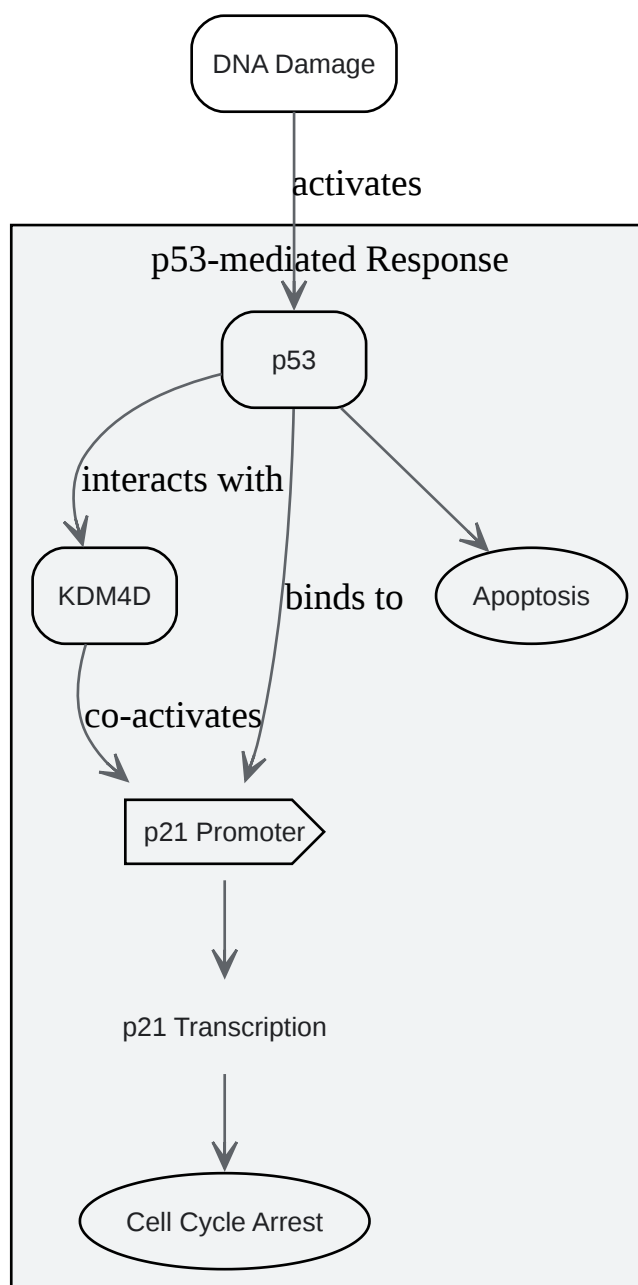 DNA Damage
activates
p53-mediated Response
p53
interacts with
KDM4D
binds to
Apoptosis
co-activates
p21 Promoter
p21 Transcription
Cell Cycle Arrest